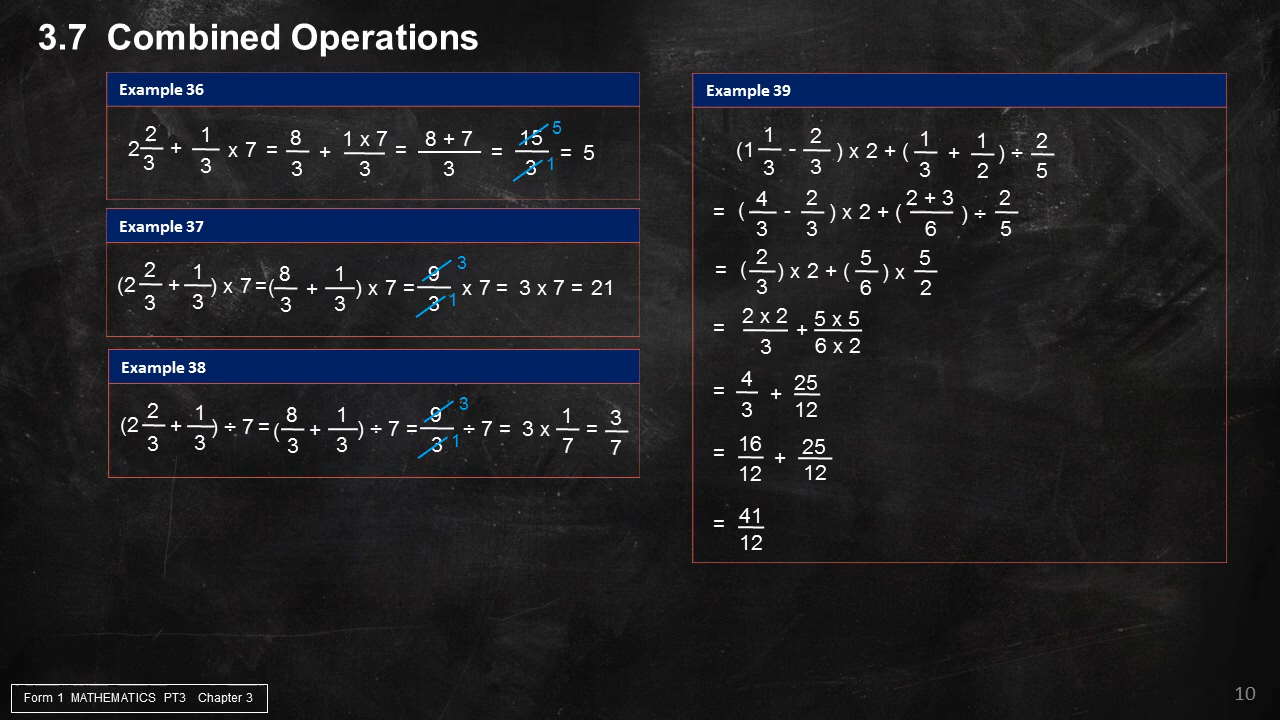 3.7 Combined Operations
Example 36
2 2/3 + 1/3 x 7 = 8/3 + 1 x 7/3 = 8 + 7/3 = 15/3 5 1 = 5
Example 37
(2 2/3 + 1/3) x 7 = (8/3 + 1/3) x 7 = 9/3 3 1 x 7 = 3 x 7 = 21
Example 38
(2 2/3 + 1/3) ÷ 7 = (8/3 + 1/3) ÷ 7 = 9/3 3 1 ÷ 7 = 3 x 1/7 = 3/7
Example 39
(1 1/3 - 2/3) x 2 + (1/3 + 1/2) ÷ 2/5
= (4/3 - 2/3) x 2 + (2 + 3/6) ÷ 2/5
= (2/3) x 2 + (5/6) x 5/2
= 2 x 2/3 + 5 x 5/6 x 2
= 4/3 + 25/12
= 16/12 + 25/12
= 41/12
Form 1 MATHEMATICS PT3 Chapter 3
10